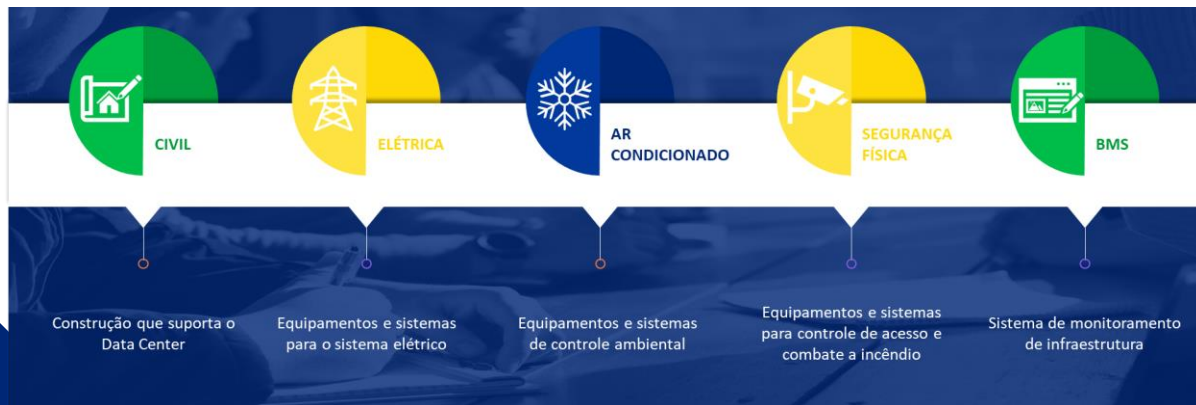 CIVIL
ELÉTRICA
AR
CONDICIONADO
SEGURANÇA
FÍSICA
BMS
Construção que suporta o
Data Center
Equipamentos e sistemas
para o sistema elétrico
Equipamentos e sistemas
de controle ambiental
Equipamentos e sistemas
para controle de acesso e
combate a incêndio
Sistema de monitoramento
de infraestrutura